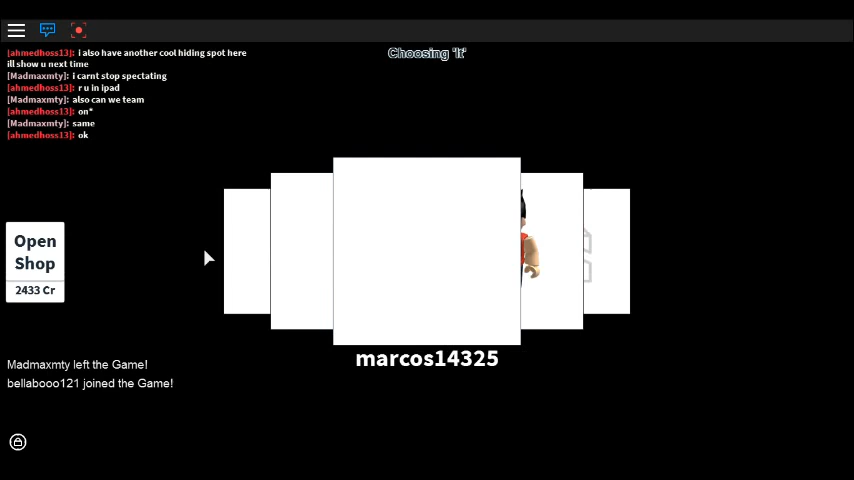 [ahmedhoss13]: i also have another cool hiding spot here
ill show u next time
[Madmaxmty]: i carnt stop spectating
[ahmedhoss13]: r u in ipad
[Madmaxmty]: also can we team
[ahmedhoss13]: on*
[Madmaxmty]: same
[ahmedhoss13]: ok
Choosing 'It'
Open
Shop
2433 Cr
marcos14325
Madmaxmty left the Game!
bellabooo121 joined the Game!